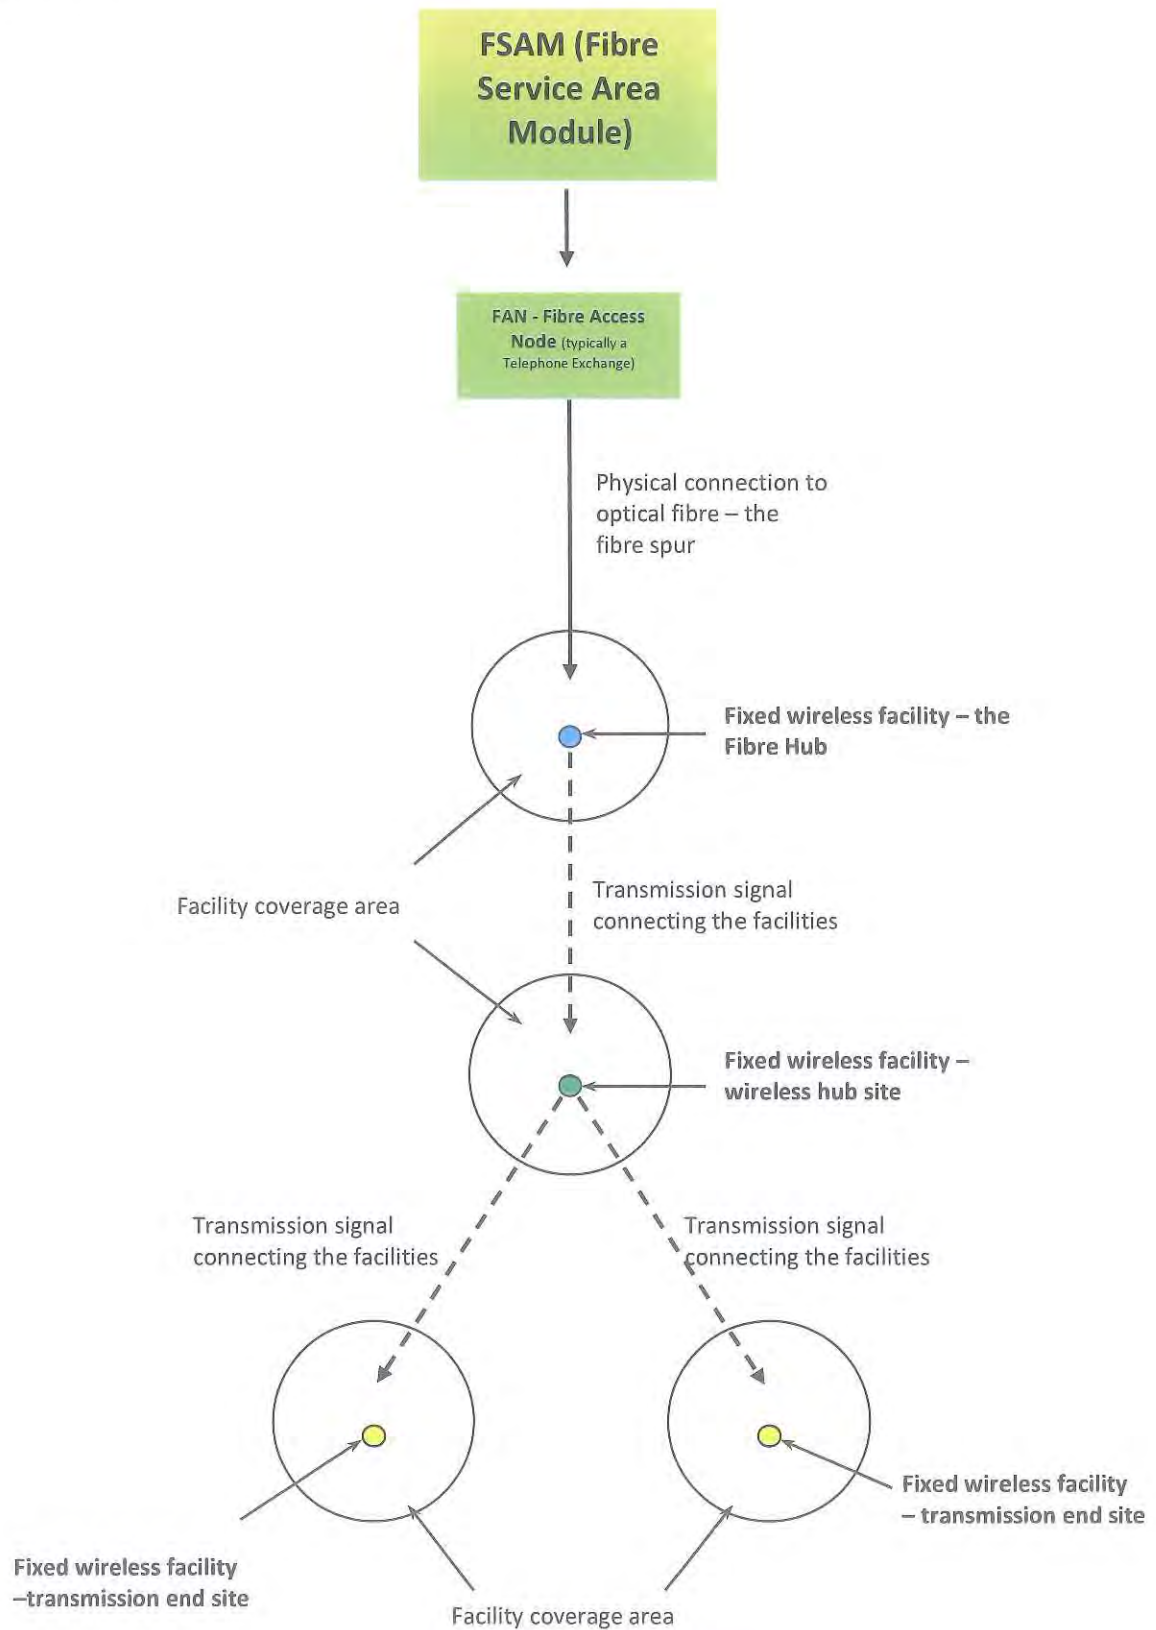 FSAM (Fibre
Service Area
Module)
FAN - Fibre Access
Node (typically a
Telephone Exchange)
Physical connection to
optical fibre – the
fibre spur
Fixed wireless facility – the
Fibre Hub
Transmission signal
connecting the facilities
Facility coverage area
Fixed wireless facility –
wireless hub site
Transmission signal
connecting the facilities
Transmission signal
connecting the facilities
Fixed wireless facility
– transmission end site
Fixed wireless facility
–transmission end site
Facility coverage area